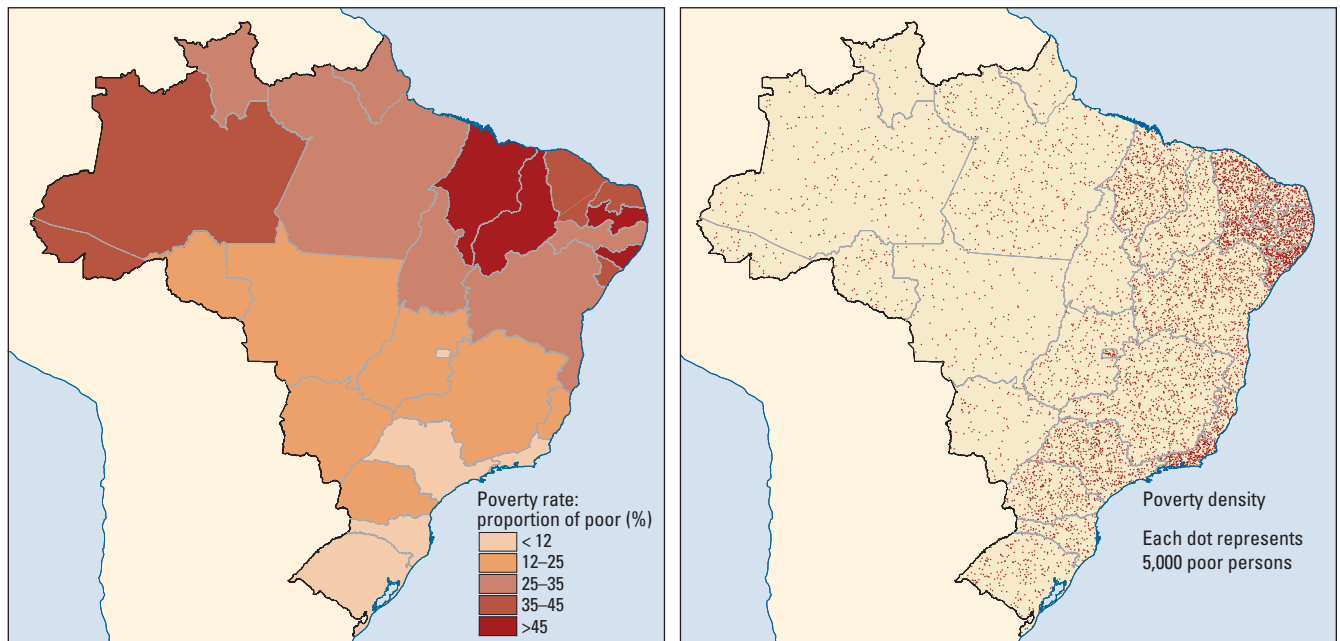 Poverty rate:
proportion of poor (%)
< 12
12–25
25–35
35–45
>45
Poverty density
Each dot represents
5,000 poor persons